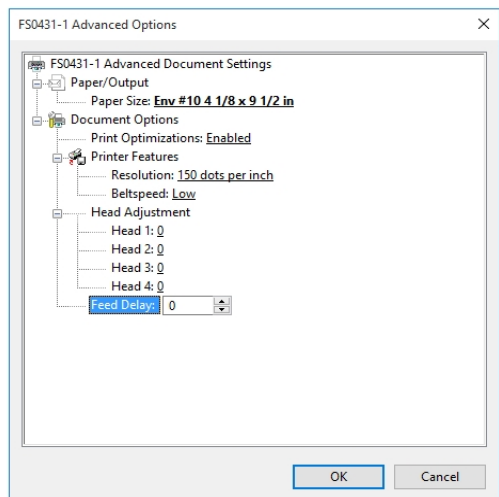 FS0431-1 Advanced Options
FS0431-1 Advanced Document Settings
Paper/Output
Paper Size: Env #10 4 1/8 x 9 1/2 in
Document Options
Print Optimizations: Enabled
Printer Features
Resolution: 150 dots per inch
Beltspeed: Low
Head Adjustment
Head 1: 0
Head 2: 0
Head 3: 0
Head 4: 0
Feed Delay: 0
OK Cancel